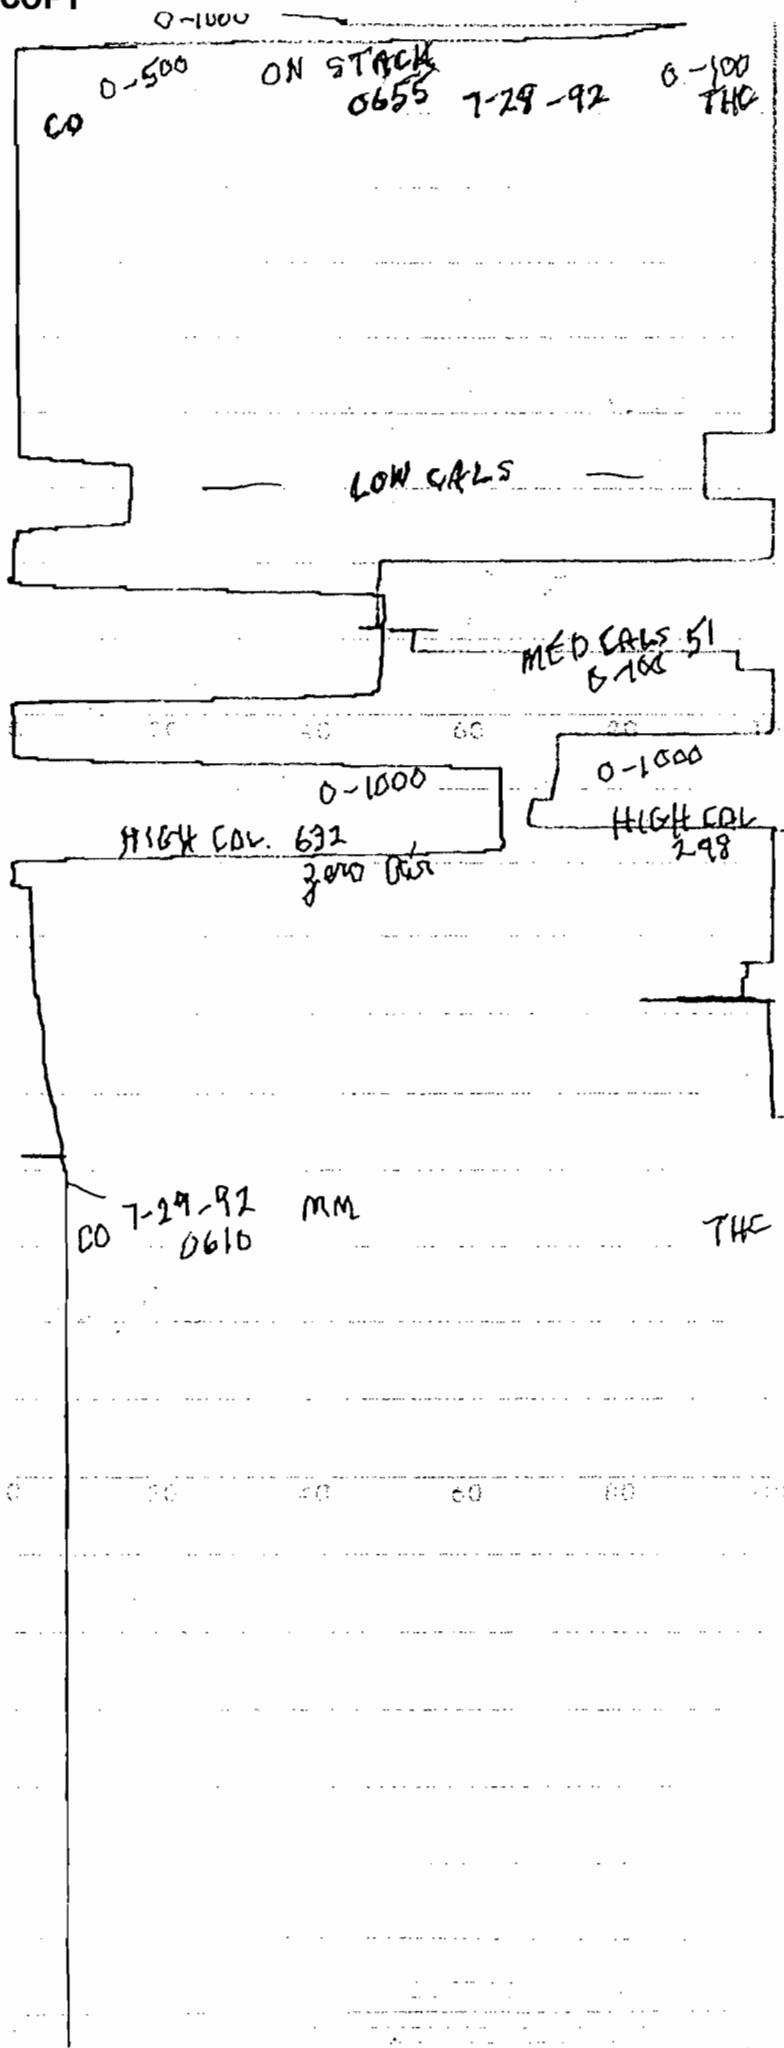 COPY
0-1000
0-500 ON STACK 0-100
CO 0655 7-28-92 THC
LOW CALS
MED CALS 51
0-100
20 40 60 80
0-1000 0-1000
HIGH CAL. 632 HIGH CAL
zero air 298
7-29-92 MM
CO 0610 THC
0 20 40 60 80